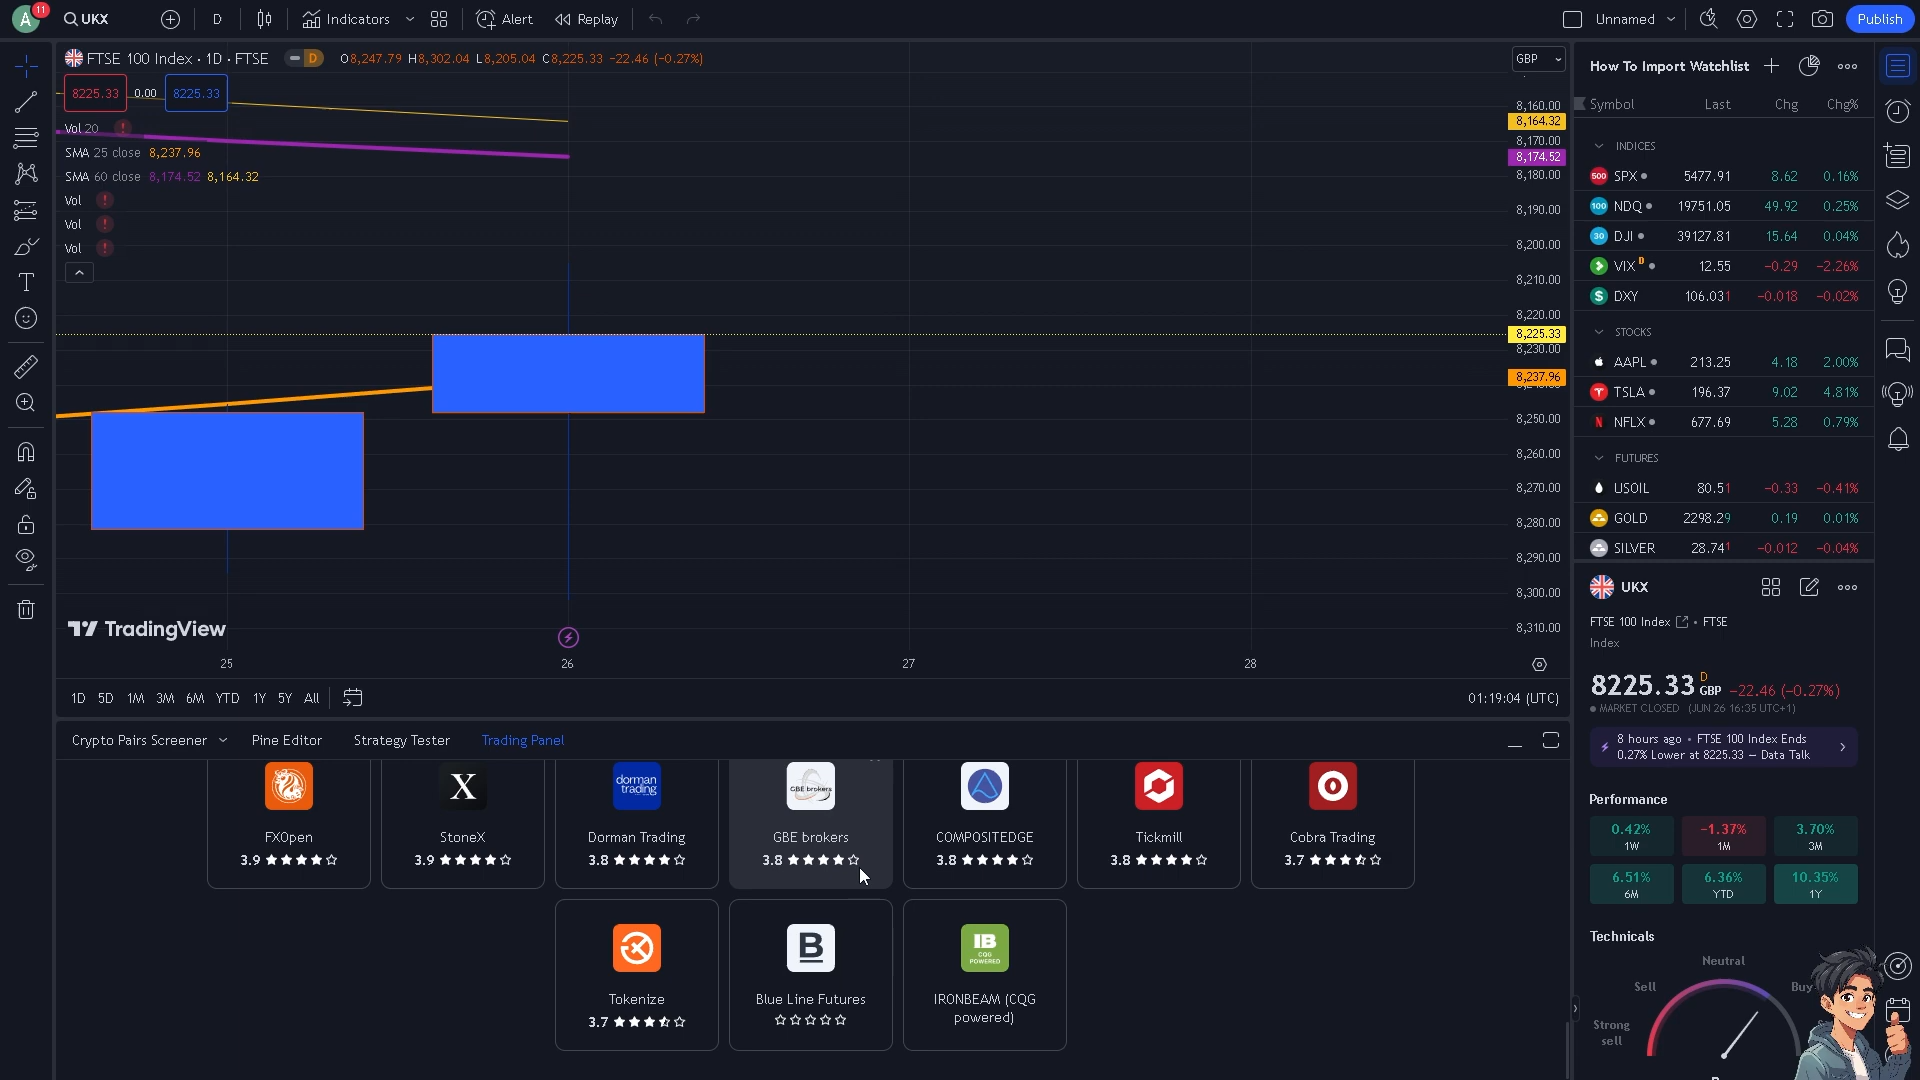 A
11
UKX
D
Indicators
Alert
Replay
Unnamed
Publish
FTSE 100 Index · 1D · FTSE
D
O8,247.79 H8,302.04 L8,205.04 C8,225.33 −22.46 (−0.27%)
GBP
8225.33
0.00
8225.33
Vol 20
SMA 25 close 8,237.96
SMA 60 close 8,174.52 8,164.32
Vol
Vol
Vol
8,160.00
8,164.32
8,170.00
8,174.52
8,180.00
8,190.00
8,200.00
8,210.00
8,220.00
8,225.33
8,230.00
8,237.96
8,250.00
8,260.00
8,270.00
8,280.00
8,290.00
8,300.00
8,310.00
TradingView
25
26
27
28
1D 5D 1M 3M 6M YTD 1Y 5Y All
01:19:04 (UTC)
Crypto Pairs Screener
Pine Editor
Strategy Tester
Trading Panel
FXOpen
3.9
X
StoneX
3.9
dorman trading
Dorman Trading
3.8
GBE brokers
GBE brokers
3.8
COMPOSITEDGE
3.8
Tickmill
3.8
Cobra Trading
3.7
Tokenize
3.7
B
Blue Line Futures
IB
CQG
POWERED
IRONBEAM (CQG
powered)
How To Import Watchlist
Symbol Last Chg Chg%
INDICES
500 SPX 5477.91 8.62 0.16%
100 NDQ 19751.05 49.92 0.25%
30 DJI 39127.81 15.64 0.04%
VIX D 12.55 −0.29 −2.26%
S DXY 106.031 −0.018 −0.02%
STOCKS
AAPL 213.25 4.18 2.00%
TSLA 196.37 9.02 4.81%
N NFLX 677.69 5.28 0.79%
FUTURES
USOIL 80.51 −0.33 −0.41%
GOLD 2298.29 0.19 0.01%
SILVER 28.741 −0.012 −0.04%
UKX
FTSE 100 Index • FTSE
Index
8225.33 D GBP −22.46 (−0.27%)
MARKET CLOSED (JUN 26 16:35 UTC+1)
8 hours ago • FTSE 100 Index Ends
0.27% Lower at 8225.33 — Data Talk
Performance
0.42% −1.37% 3.70%
1W 1M 3M
6.51% 6.36% 10.35%
6M YTD 1Y
Technicals
Neutral
Sell
Buy
Strong
sell